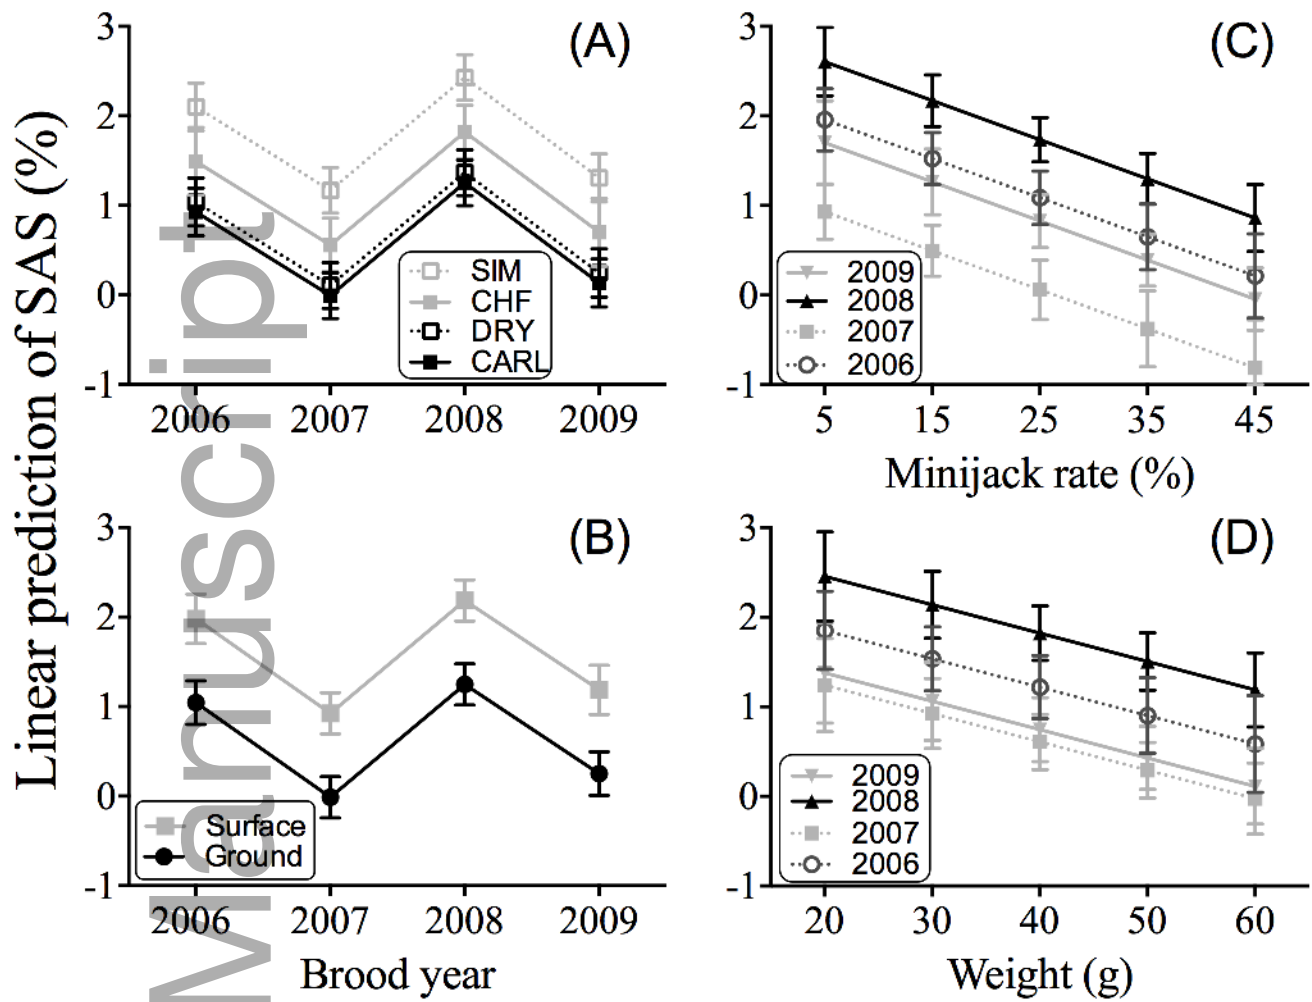 Linear prediction of SAS (%)
Manuscript
(A)
3
2
1
0
-1
SIM
CHF
DRY
CARL
2006 2007 2008 2009
(C)
3
2
1
0
-1
2009
2008
2007
2006
5 15 25 35 45
Minijack rate (%)
(B)
3
2
1
0
-1
Surface
Ground
2006 2007 2008 2009
Brood year
(D)
3
2
1
0
-1
2009
2008
2007
2006
20 30 40 50 60
Weight (g)